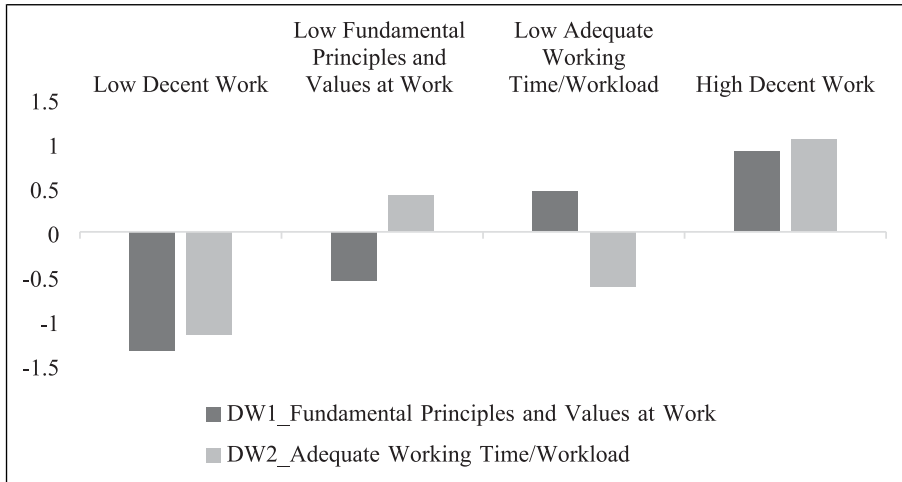 Low Decent Work
Low Fundamental
Principles and
Values at Work
Low Adequate
Working
Time/Workload
High Decent Work
1.5
1
0.5
0
-0.5
-1
-1.5
DW1_Fundamental Principles and Values at Work
DW2_Adequate Working Time/Workload